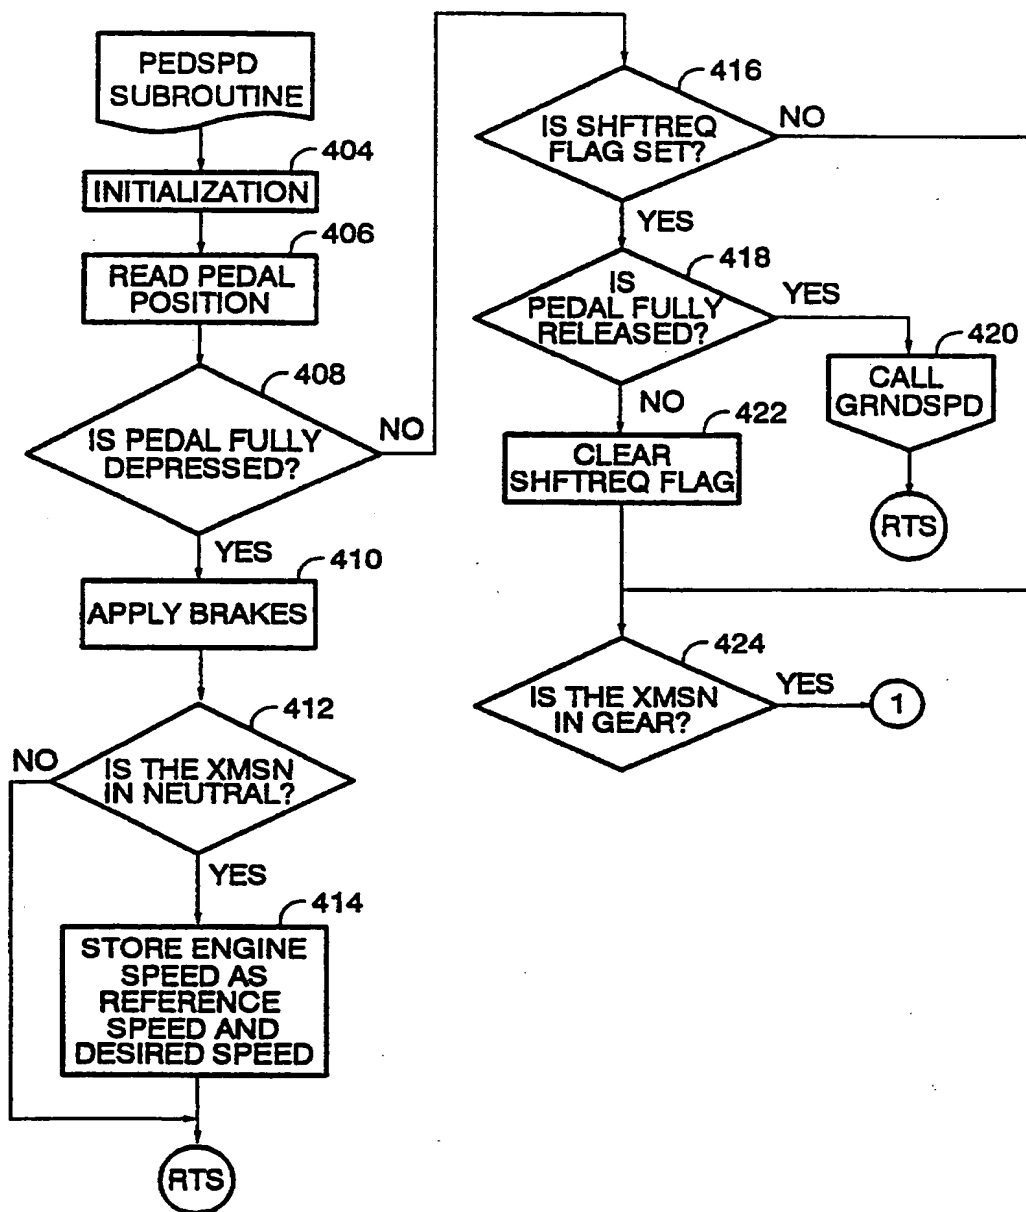 PEDSPD
SUBROUTINE
404
INITIALIZATION
406
READ PEDAL
POSITION
408
IS PEDAL FULLY
DEPRESSED?
NO
YES
410
APPLY BRAKES
412
NO
IS THE XMSN
IN NEUTRAL?
YES
414
STORE ENGINE
SPEED AS
REFERENCE
SPEED AND
DESIRED SPEED
RTS
416
IS SHFTREQ
FLAG SET?
NO
YES
418
IS
PEDAL FULLY
RELEASED?
YES
420
CALL
GRNDSPD
RTS
NO
422
CLEAR
SHFTREQ FLAG
424
IS THE XMSN
IN GEAR?
YES
1